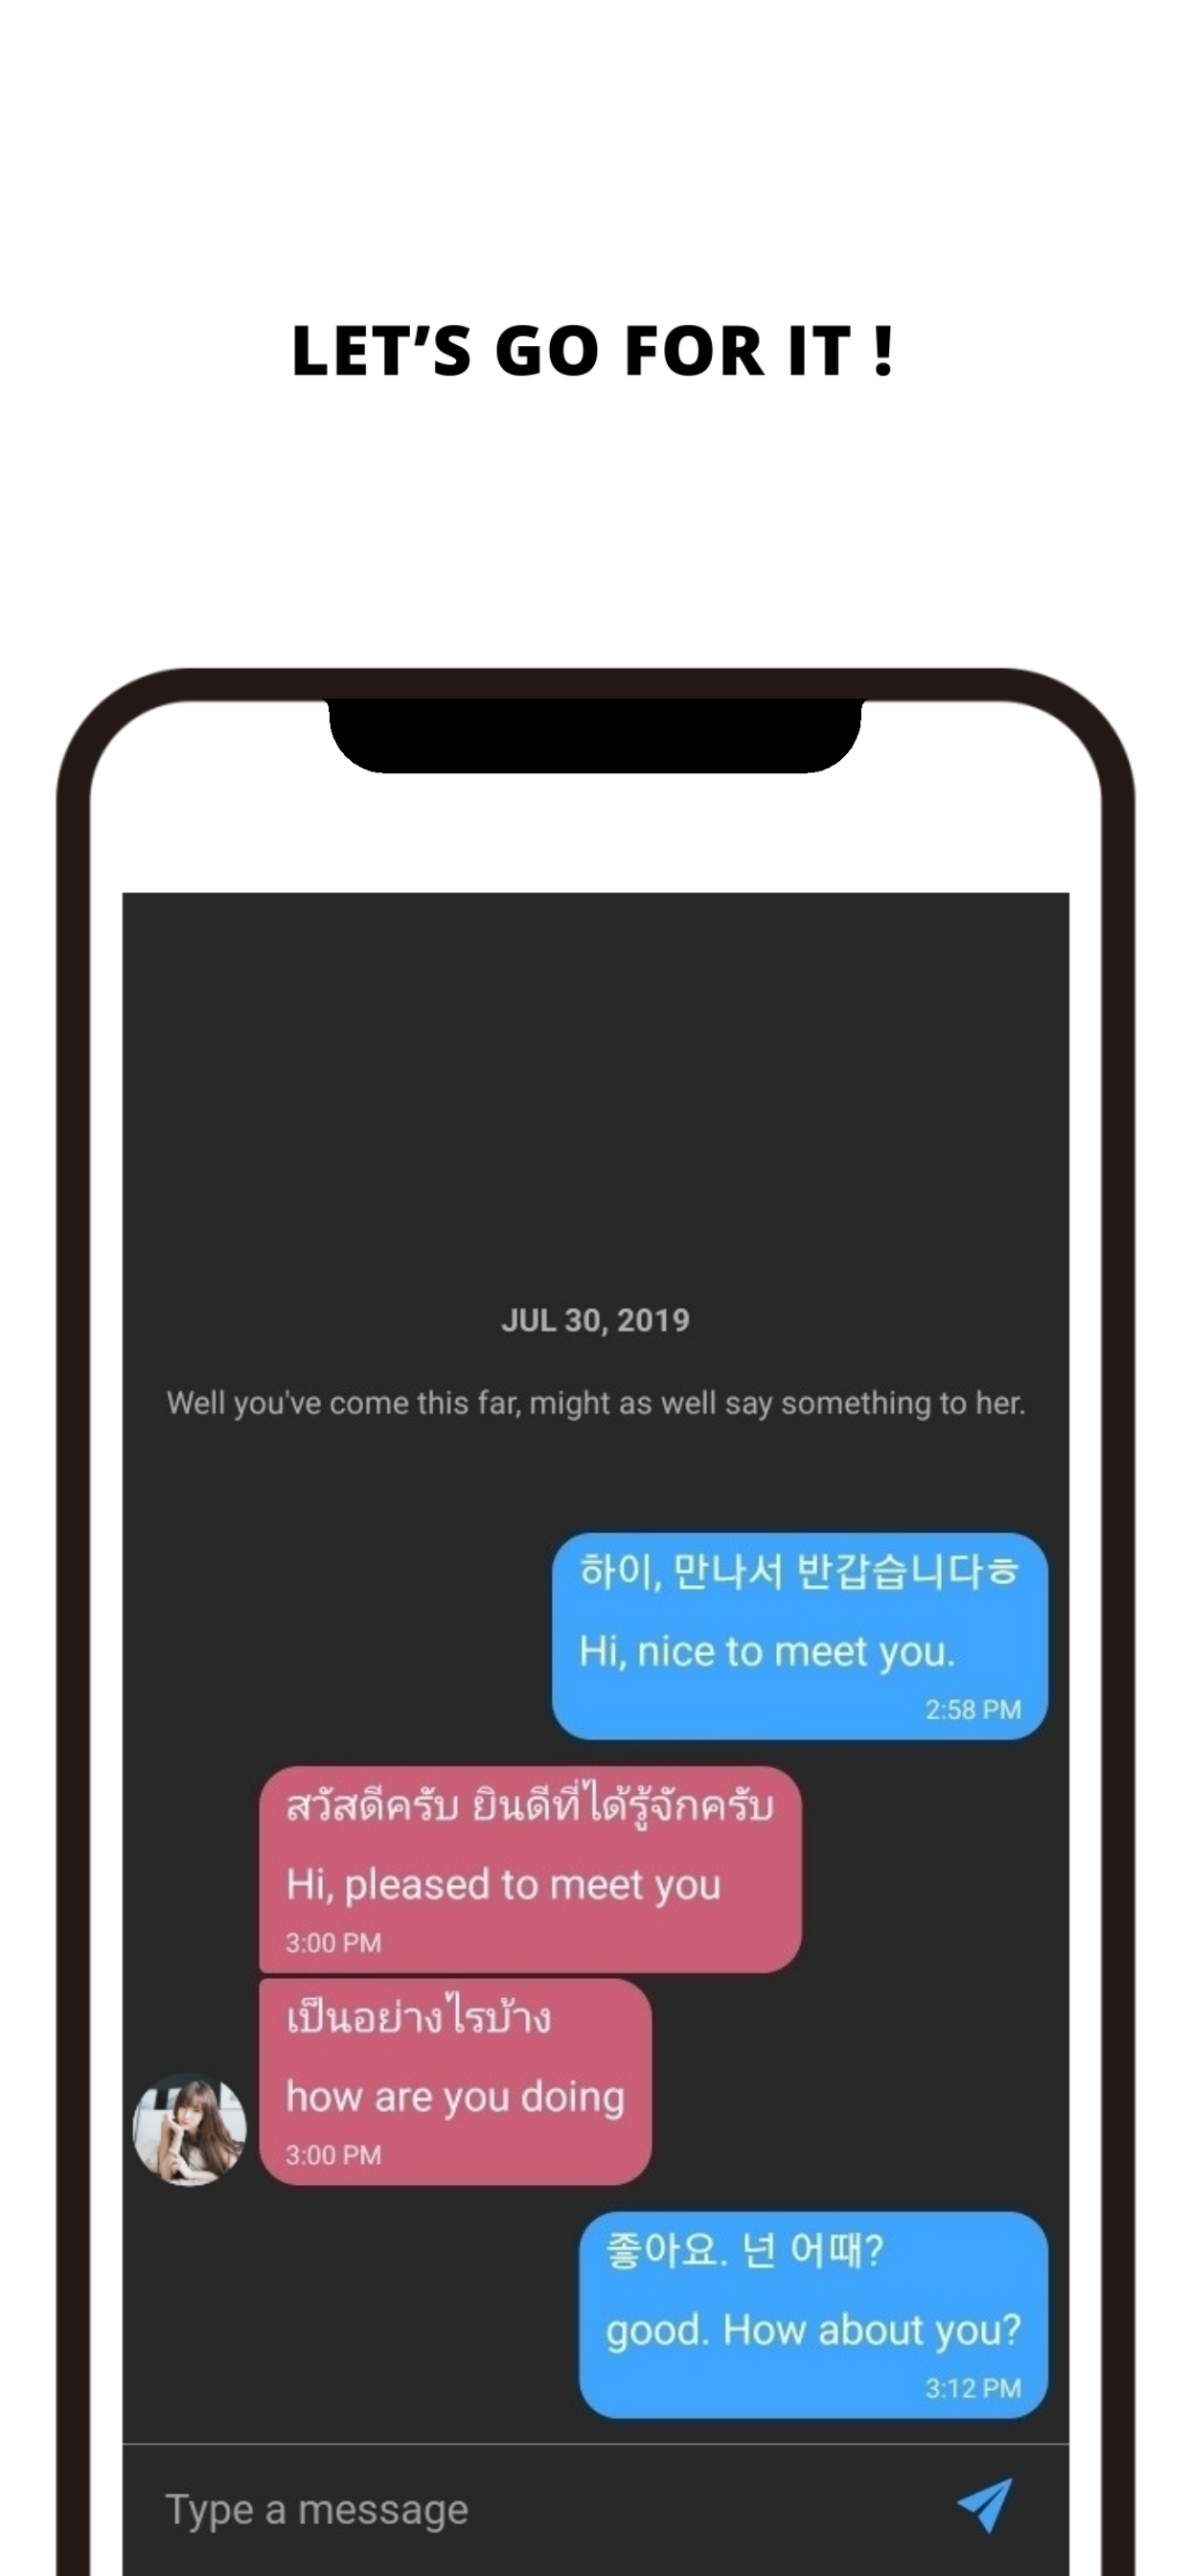 LET’S GO FOR IT !
JUL 30, 2019
Well you've come this far, might as well say something to her.
하이, 만나서 반갑습니다ㅎ
Hi, nice to meet you.
2:58 PM
สวัสดีครับ ยินดีที่ได้รู้จักครับ
Hi, pleased to meet you
3:00 PM
เป็นอย่างไรบ้าง
how are you doing
3:00 PM
좋아요. 넌 어때?
good. How about you?
3:12 PM
Type a message